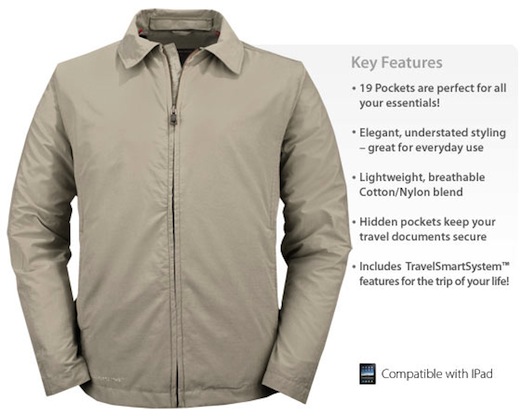 Key Features
• 19 Pockets are perfect for all
your essentials!
• Elegant, understated styling
– great for everyday use
• Lightweight, breathable
Cotton/Nylon blend
• Hidden pockets keep your
travel documents secure
• Includes TravelSmartSystem™
features for the trip of your life!
Compatible with IPad